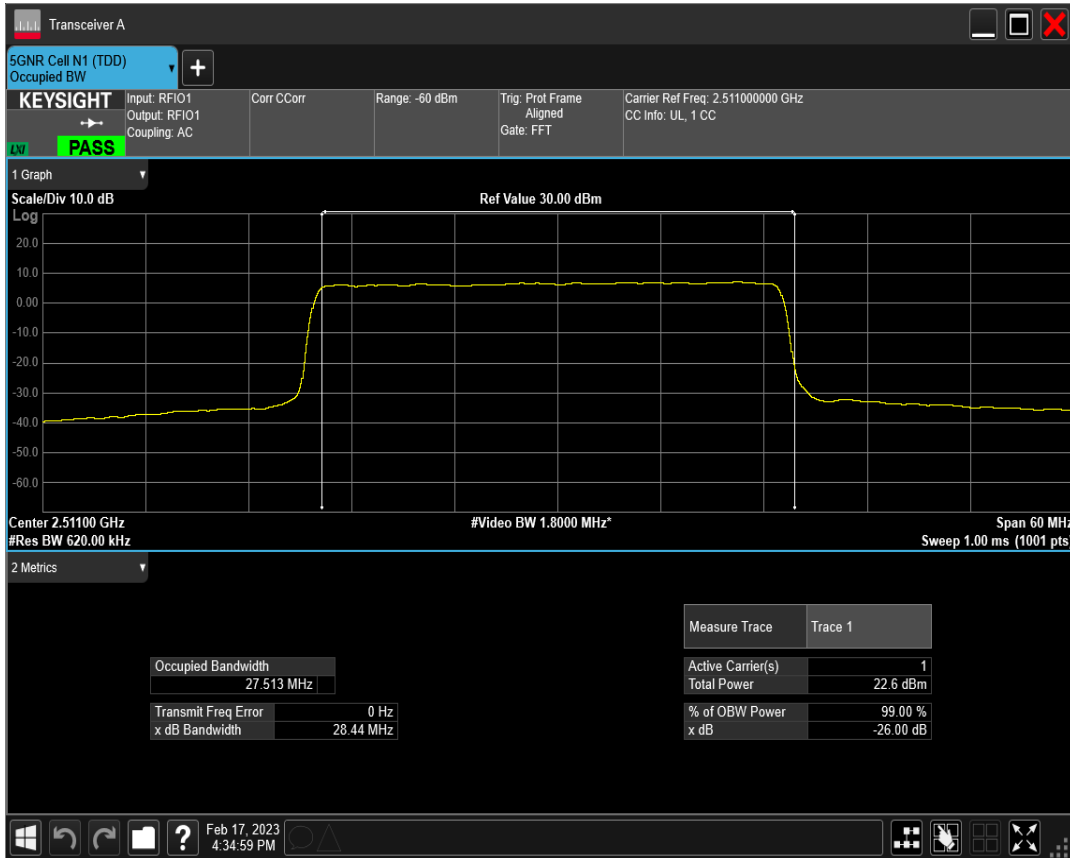 Transceiver A
5GNR Cell N1 (TDD)
Occupied BW
+
KEYSIGHT
LXI
PASS
Input: RFIO1
Output: RFIO1
Coupling: AC
Corr CCorr
Range: -60 dBm
Trig: Prot Frame
Aligned
Gate: FFT
Carrier Ref Freq: 2.511000000 GHz
CC Info: UL, 1 CC
1 Graph
Scale/Div 10.0 dB
Ref Value 30.00 dBm
Log
20.0
10.0
0.00
-10.0
-20.0
-30.0
-40.0
-50.0
-60.0
Center 2.51100 GHz
#Video BW 1.8000 MHz*
Span 60 MHz
#Res BW 620.00 kHz
Sweep 1.00 ms (1001 pts)
2 Metrics
Measure Trace Trace 1
Occupied Bandwidth
27.513 MHz
Active Carrier(s) 1
Total Power 22.6 dBm
Transmit Freq Error 0 Hz
x dB Bandwidth 28.44 MHz
% of OBW Power 99.00 %
x dB -26.00 dB
?
Feb 17, 2023
4:34:59 PM